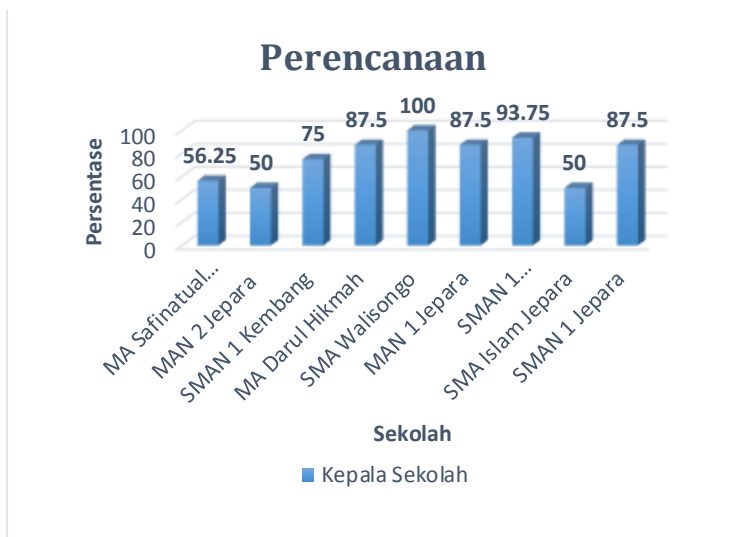 Perencanaan
Persentase
100
80
60
40
20
0
56.25
50
75
87.5
100
87.5
93.75
50
87.5
MA Safinatual...
MAN 2 Jepara
SMAN 1 Kembang
MA Darul Hikmah
SMA Walisongo
MAN 1 Jepara
SMAN 1...
SMA Islam Jepara
SMAN 1 Jepara
Sekolah
Kepala Sekolah